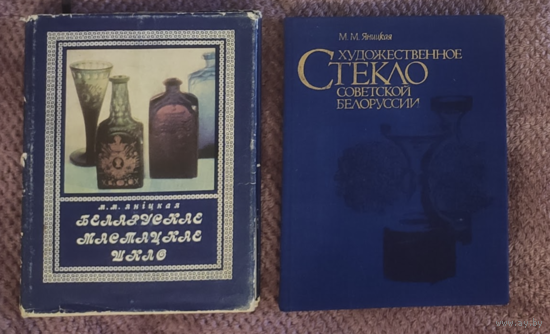 м.м. яніцкая
БЕЛАРУСКАЕ
МАСТАЦКАЕ
ШКЛО
М. М. Яницкая
ХУДОЖЕСТВЕННОЕ
СТЕКЛО
СОВЕТСКОЙ
БЕЛОРУССИИ